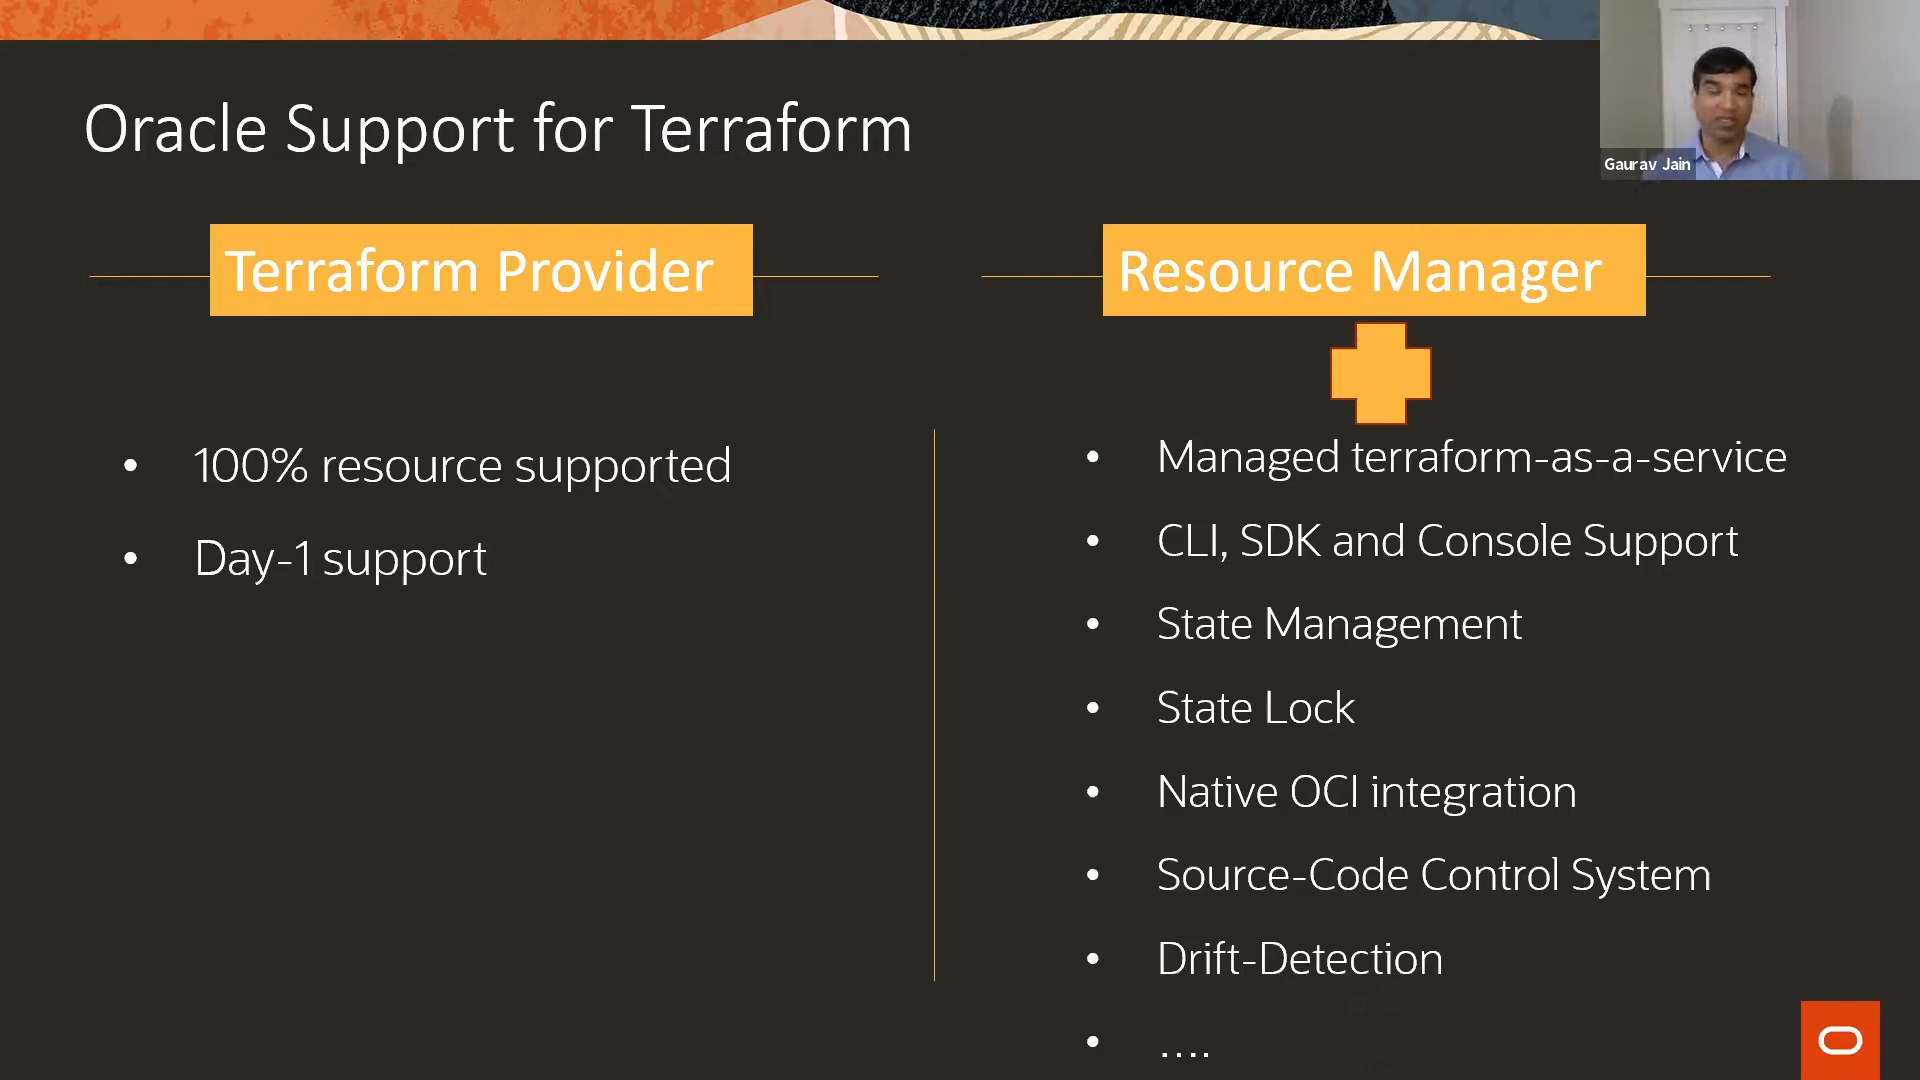 Oracle Support for Terraform
Gaurav Jain
Terraform Provider
• 100% resource supported
• Day-1 support
Resource Manager
• Managed terraform-as-a-service
• CLI, SDK and Console Support
• State Management
• State Lock
• Native OCI integration
• Source-Code Control System
• Drift-Detection
• ....